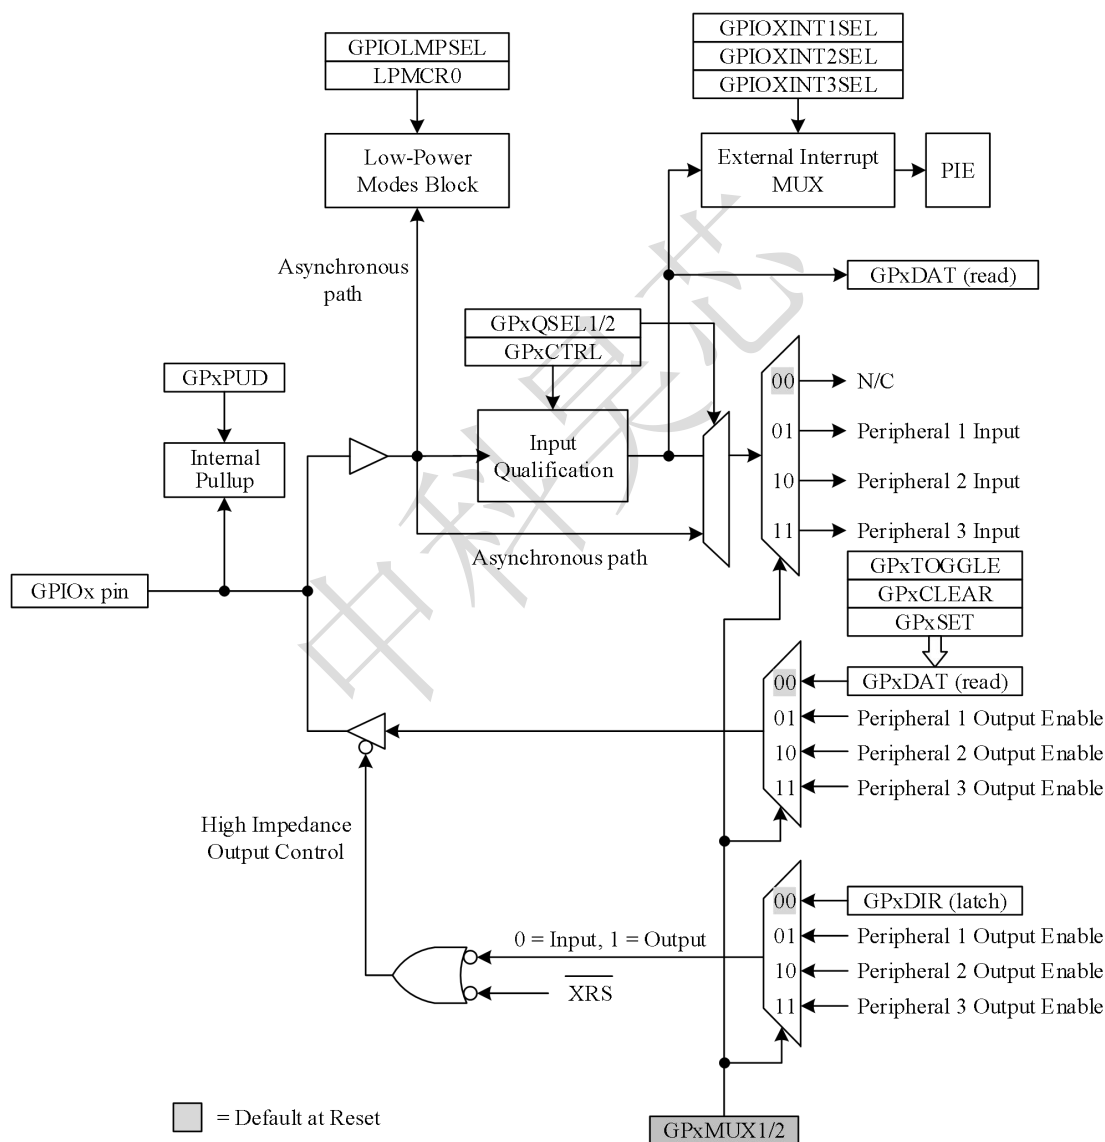 GPIOLMPSEL
LPMCR0
Low-Power
Modes Block
GPIOXINT1SEL
GPIOXINT2SEL
GPIOXINT3SEL
External Interrupt
MUX
PIE
Asynchronous
path
GPxDAT (read)
GPxQSEL1/2
GPxCTRL
GPxPUD
Internal
Pullup
Input
Qualification
Asynchronous path
00
N/C
01
Peripheral 1 Input
10
Peripheral 2 Input
11
Peripheral 3 Input
GPIOx pin
GPxTOGGLE
GPxCLEAR
GPxSET
00
GPxDAT (read)
01
Peripheral 1 Output Enable
10
Peripheral 2 Output Enable
11
Peripheral 3 Output Enable
High Impedance
Output Control
00
GPxDIR (latch)
01
Peripheral 1 Output Enable
10
Peripheral 2 Output Enable
11
Peripheral 3 Output Enable
0 = Input, 1 = Output
XRS
= Default at Reset
GPxMUX1/2
中科昊芯